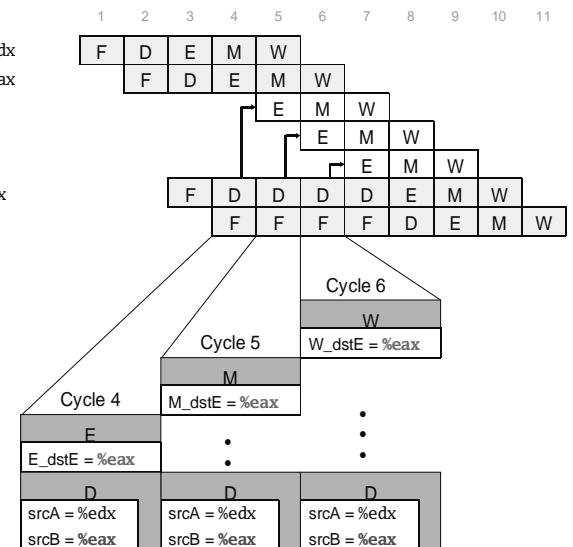 1 2 3 4 5 6 7 8 9 10 11
dx F D E M W
ax F D E M W
E M W
E M W
E M W
x F D D D D E M W
F F F F D E M W
Cycle 6
W
W_dstE = %eax
Cycle 5
M
M_dstE = %eax
Cycle 4
E
E_dstE = %eax
D D D
srcA = %edx srcA = %edx srcA = %edx
srcB = %eax srcB = %eax srcB = %eax